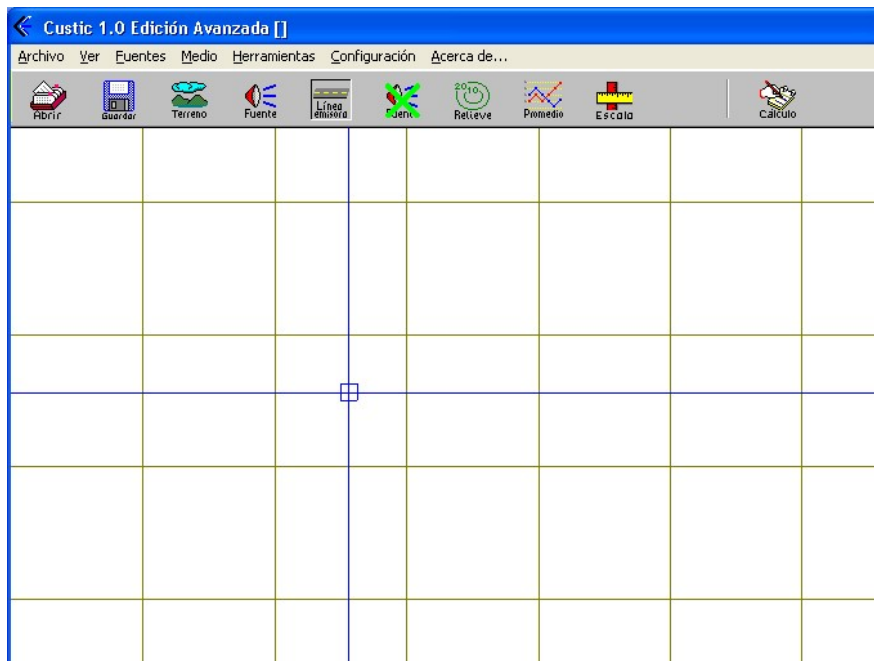 Custic 1.0 Edición Avanzada []
Archivo Ver Fuentes Medio Herramientas Configuración Acerca de...
Abrir Guardar Terreno Fuente Línea emisora Relieve Promedio Escala Cálculo